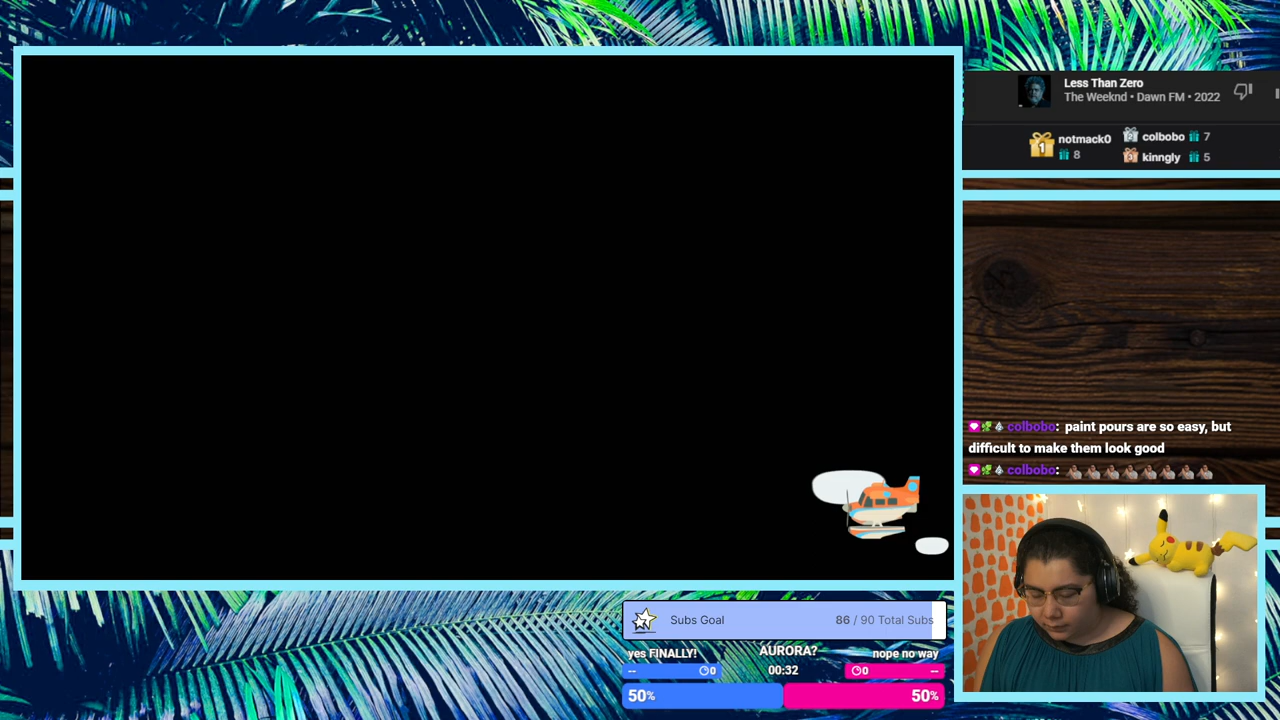 Less Than Zero
The Weeknd • Dawn FM • 2022
1 notmack0 8
colbobo 7
kinngly 5
colbobo: paint pours are so easy, but
difficult to make them look good
colbobo:
Subs Goal 86 / 90 Total Subs
yes FINALLY! AURORA? nope no way
-- 0 00:32 0 --
50% 50%